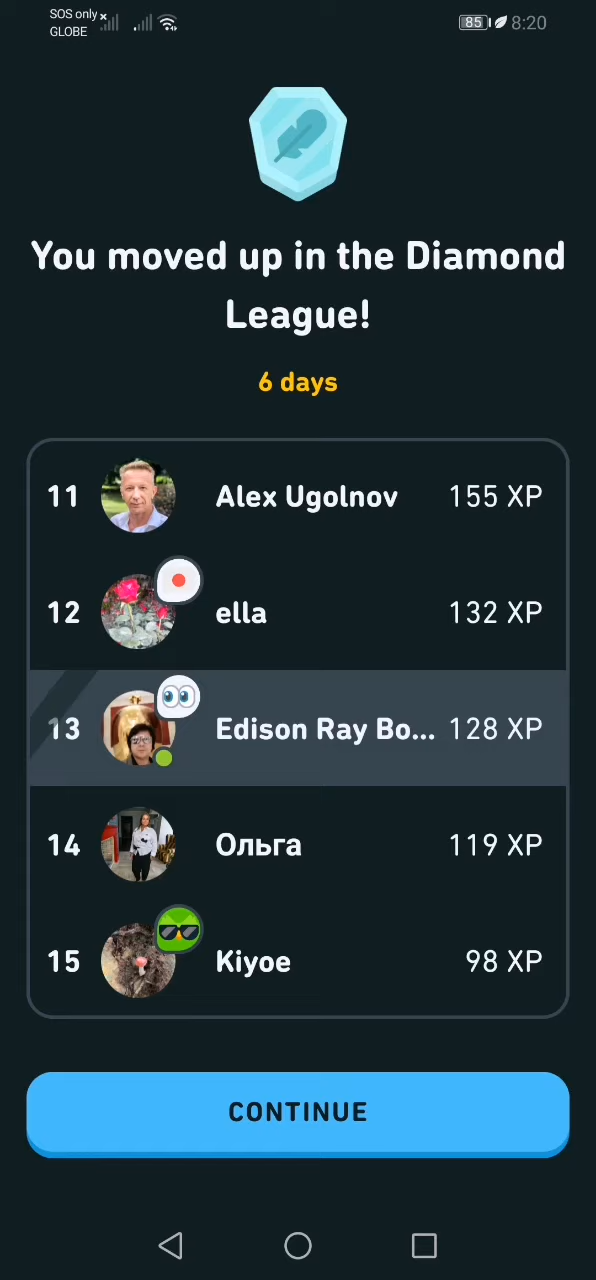 SOS only
GLOBE
85 8:20
You moved up in the Diamond
League!
6 days
11 Alex Ugolnov 155 XP
12 ella 132 XP
13 Edison Ray Bo... 128 XP
14 Ольга 119 XP
15 Kiyoe 98 XP
CONTINUE